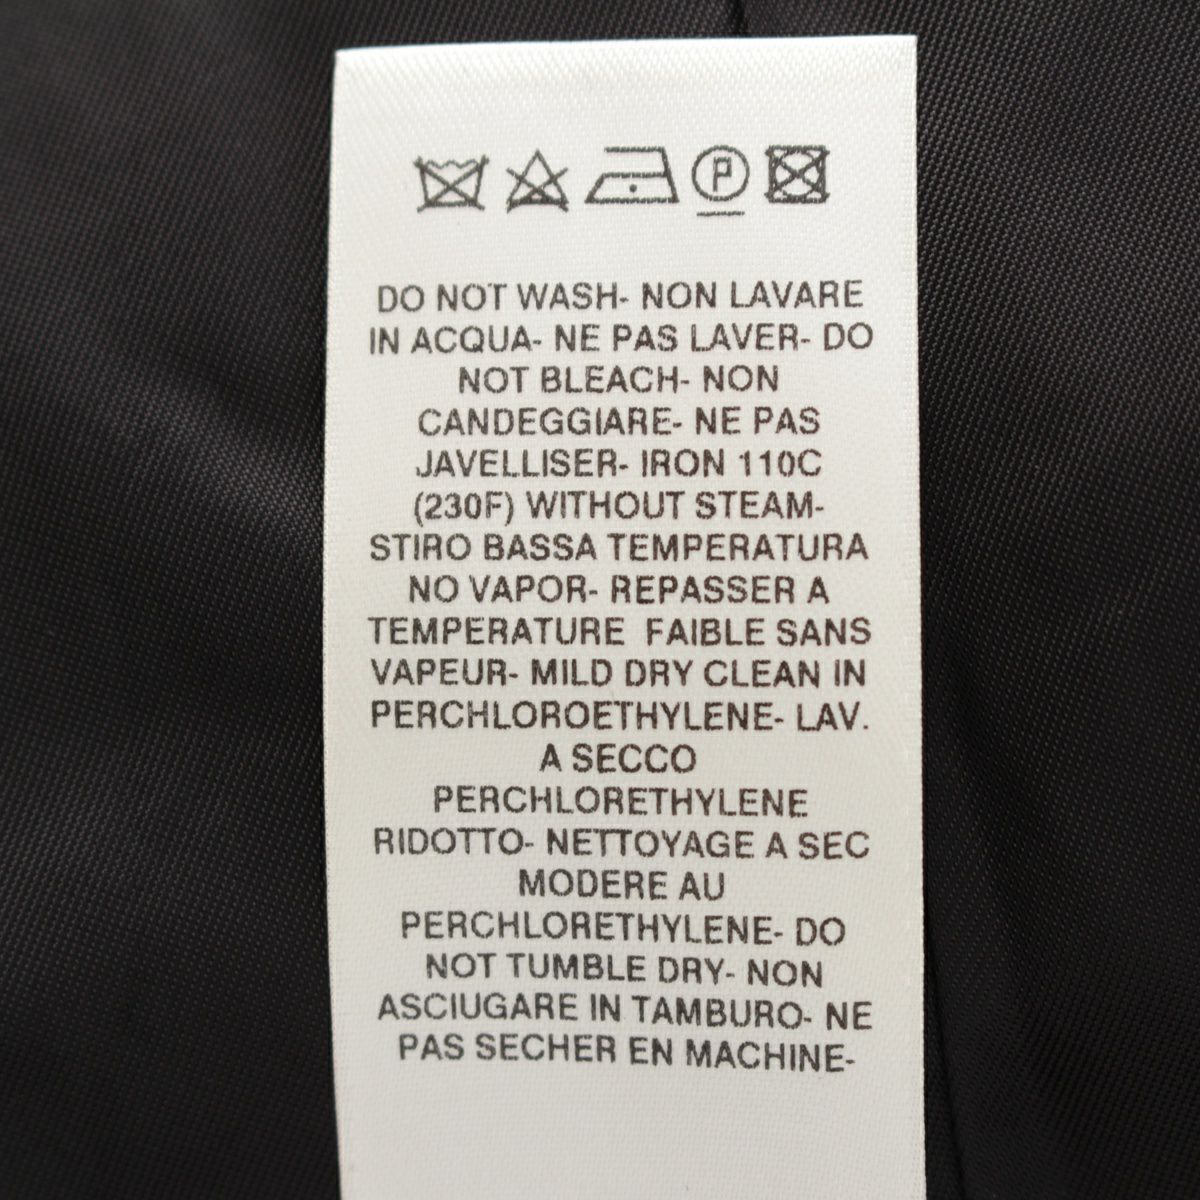 P
DO NOT WASH- NON LAVARE
IN ACQUA- NE PAS LAVER- DO
NOT BLEACH- NON
CANDEGGIARE- NE PAS
JAVELLISER- IRON 110C
(230F) WITHOUT STEAM-
STIRO BASSA TEMPERATURA
NO VAPOR- REPASSER A
TEMPERATURE FAIBLE SANS
VAPEUR- MILD DRY CLEAN IN
PERCHLOROETHYLENE- LAV.
A SECCO
PERCHLORETHYLENE
RIDOTTO- NETTOYAGE A SEC
MODERE AU
PERCHLORETHYLENE- DO
NOT TUMBLE DRY- NON
ASCIUGARE IN TAMBURO- NE
PAS SECHER EN MACHINE-